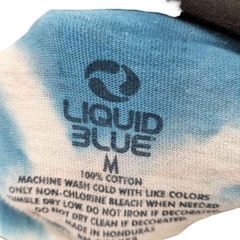 LIQUID
BLUE
M
100% COTTON
MACHINE WASH COLD WITH LIKE COLORS
ONLY NON-CHLORINE BLEACH WHEN NEEDED
TUMBLE DRY LOW. DO NOT IRON IF DECORATED
DO NOT DRY CLEAN IF DECORATED
MADE IN HONDURAS